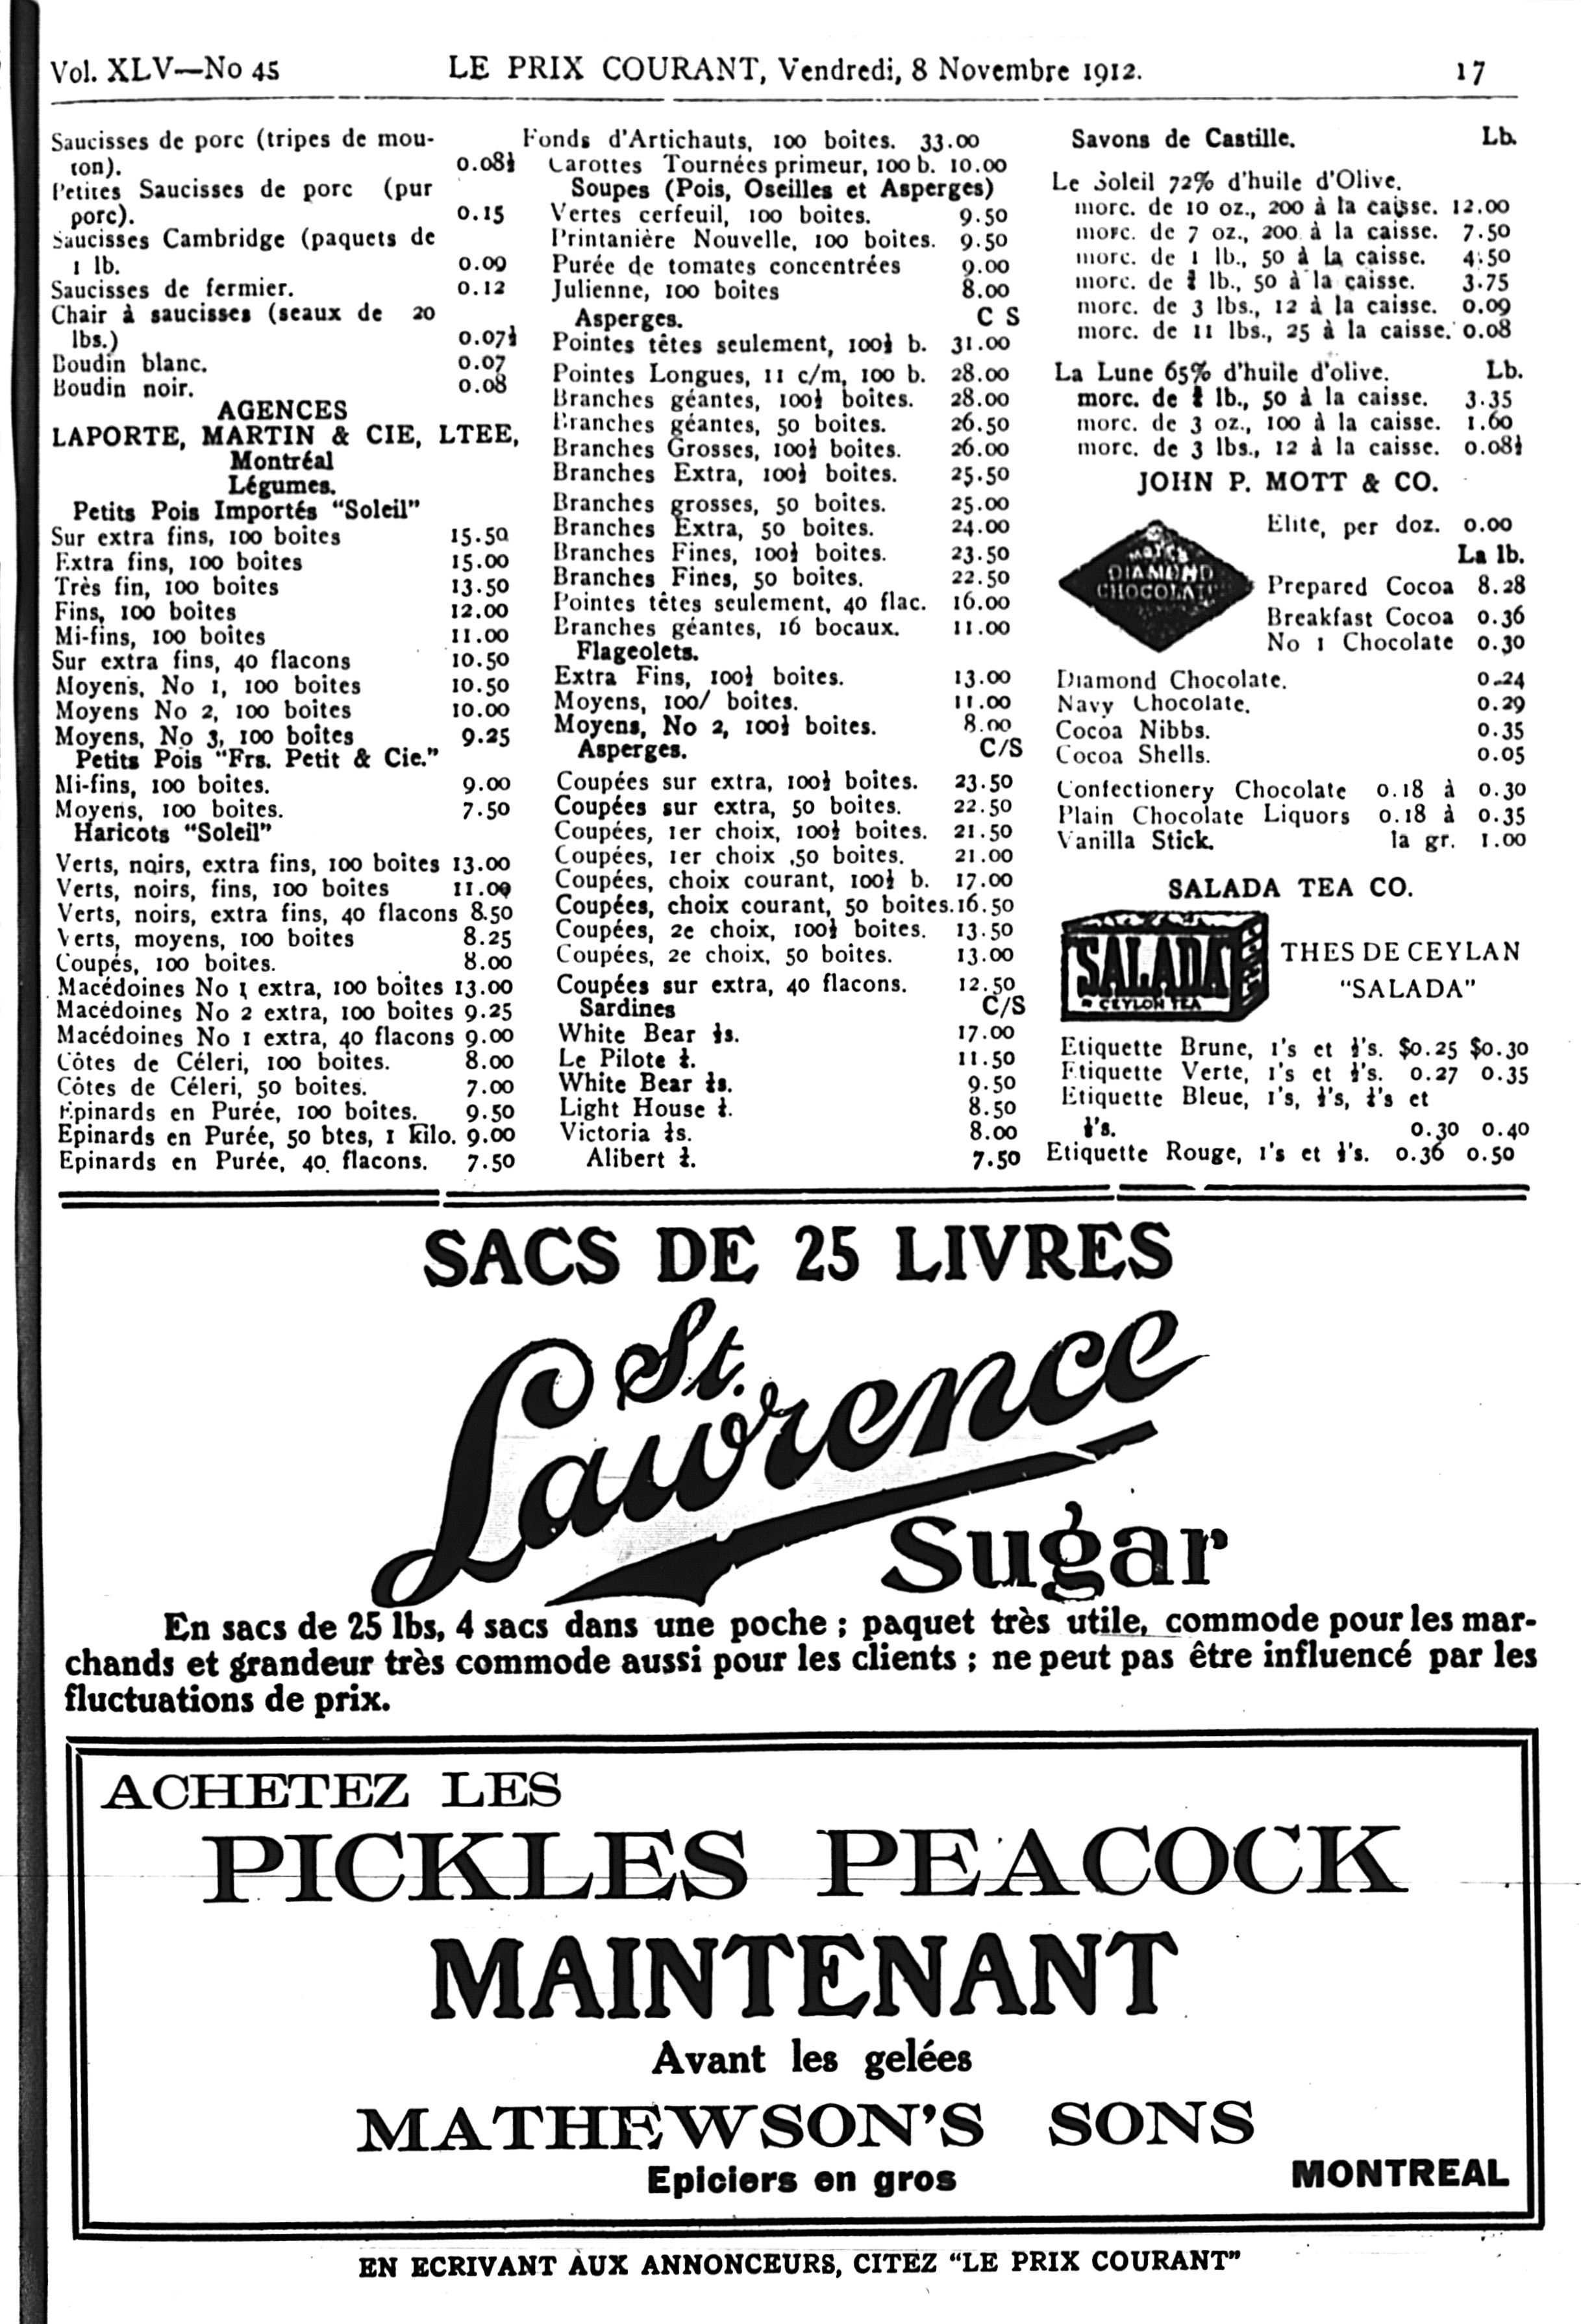 Vol. XLV—No 45 LE PRIX COURANT, Vendredi, 8 Novembre 1912. 17
Saucisses de porc (tripes de mou-
ton). 0.08½
Petites Saucisses de porc (pur
porc). 0.15
Saucisses Cambridge (paquets de
1 lb. 0.09
Saucisses de fermier. 0.12
Chair à saucisses (seaux de 20
lbs.) 0.07½
Boudin blanc. 0.07
Boudin noir. 0.08
AGENCES
LAPORTE, MARTIN & CIE, LTEE,
Montréal
Légumes.
Petits Pois Importés "Soleil"
Sur extra fins, 100 boites 15.50
Extra fins, 100 boites 15.00
Très fin, 100 boites 13.50
Fins, 100 boites 12.00
Mi-fins, 100 boites 11.00
Sur extra fins, 40 flacons 10.50
Moyens, No 1, 100 boites 10.50
Moyens No 2, 100 boites 10.00
Moyens, No 3, 100 boites 9.25
Petits Pois "Frs. Petit & Cie."
Mi-fins, 100 boites. 9.00
Moyens, 100 boites. 7.50
Haricots "Soleil"
Verts, noirs, extra fins, 100 boites 13.00
Verts, noirs, fins, 100 boites 11.00
Verts, noirs, extra fins, 40 flacons 8.50
Verts, moyens, 100 boites 8.25
Coupés, 100 boites. 8.00
Macédoines No 1 extra, 100 boites 13.00
Macédoines No 2 extra, 100 boites 9.25
Macédoines No 1 extra, 40 flacons 9.00
Côtes de Céleri, 100 boites. 8.00
Côtes de Céleri, 50 boites. 7.00
Epinards en Purée, 100 boites. 9.50
Epinards en Purée, 50 btes, 1 kilo. 9.00
Epinards en Purée, 40 flacons. 7.50
Fonds d'Artichauts, 100 boites. 33.00
Carottes Tournées primeur, 100 b. 10.00
Soupes (Pois, Oseilles et Asperges)
Vertes cerfeuil, 100 boites. 9.50
Printanière Nouvelle, 100 boites. 9.50
Purée de tomates concentrées 9.00
Julienne, 100 boites 8.00
Asperges. C S
Pointes têtes seulement, 100½ b. 31.00
Pointes Longues, 11 c/m, 100 b. 28.00
Branches géantes, 100½ boites. 28.00
Branches géantes, 50 boites. 26.50
Branches Grosses, 100½ boites. 26.00
Branches Extra, 100½ boites. 25.50
Branches grosses, 50 boites. 25.00
Branches Extra, 50 boites. 24.00
Branches Fines, 100½ boites. 23.50
Branches Fines, 50 boites. 22.50
Pointes têtes seulement, 40 flac. 16.00
Branches géantes, 16 bocaux. 11.00
Flageolets.
Extra Fins, 100½ boites. 13.00
Moyens, 100/ boites. 11.00
Moyens, No 2, 100½ boites. 8.00
Asperges. C/S
Coupées sur extra, 100½ boites. 23.50
Coupées sur extra, 50 boites. 22.50
Coupées, 1er choix, 100½ boites. 21.50
Coupées, 1er choix ,50 boites. 21.00
Coupées, choix courant, 100½ b. 17.00
Coupées, choix courant, 50 boites. 16.50
Coupées, 2e choix, 100½ boites. 13.50
Coupées, 2e choix, 50 boites. 13.00
Coupées sur extra, 40 flacons. 12.50
Sardines C/S
White Bear 17.00
Le Pilote 11.50
White Bear 9.50
Light House 8.50
Victoria 8.00
Alibert 7.50
Savons de Castille. Lb.
Le Soleil 72% d'huile d'Olive.
morc. de 10 oz., 200 à la caisse. 12.00
morc. de 7 oz., 200 à la caisse. 7.50
morc. de 1 lb., 50 à la caisse. 4.50
morc. de lb., 50 à la caisse. 3.75
morc. de 3 lbs., 12 à la caisse. 0.09
morc. de 11 lbs., 25 à la caisse. 0.08
La Lune 65% d'huile d'olive. Lb.
morc. de lb., 50 à la caisse. 3.35
morc. de 3 oz., 100 à la caisse. 1.60
morc. de 3 lbs., 12 à la caisse. 0.08½
JOHN P. MOTT & CO.
MOTT'S
DIAMOND
CHOCOLATE
Elite, per doz. 0.00
La lb.
Prepared Cocoa 8.28
Breakfast Cocoa 0.36
No 1 Chocolate 0.30
Diamond Chocolate. 0.24
Navy Chocolate. 0.29
Cocoa Nibbs. 0.35
Cocoa Shells. 0.05
Confectionery Chocolate 0.18 à 0.30
Plain Chocolate Liquors 0.18 à 0.35
Vanilla Stick. la gr. 1.00
SALADA TEA CO.
SALADA
CEYLON TEA
THES DE CEYLAN
"SALADA"
Etiquette Brune, 1's et ½'s. $0.25 $0.30
Etiquette Verte, 1's et ½'s. 0.27 0.35
Etiquette Bleue, 1's, ½'s, ¼'s et
0.30 0.40
Etiquette Rouge, 1's et ½'s. 0.36 0.50
SACS DE 25 LIVRES
St.
Lawrence
Sugar
En sacs de 25 lbs, 4 sacs dans une poche ; paquet très utile, commode pour les mar-
chands et grandeur très commode aussi pour les clients ; ne peut pas être influencé par les
fluctuations de prix.
ACHETEZ LES
PICKLES PEACOCK
MAINTENANT
Avant les gelées
MATHEWSON'S SONS
Epiciers en gros MONTREAL
EN ECRIVANT AUX ANNONCEURS, CITEZ "LE PRIX COURANT"